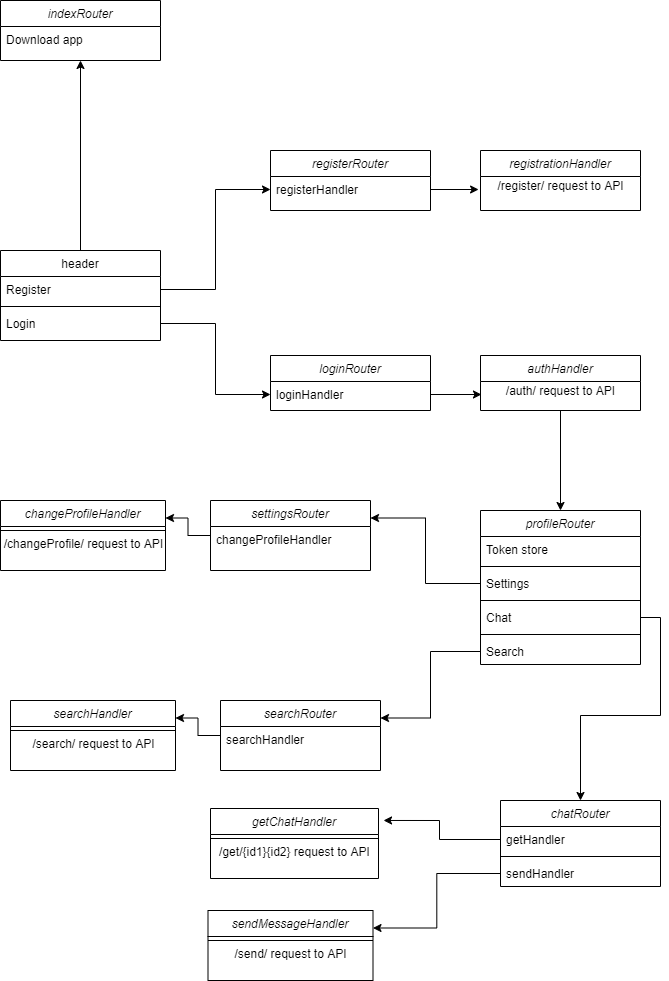 indexRouter
Download app
registerRouter
registerHandler
registrationHandler
/register/ request to API
header
Register
Login
loginRouter
loginHandler
authHandler
/auth/ request to API
changeProfileHandler
/changeProfile/ request to API
settingsRouter
changeProfileHandler
profileRouter
Token store
Settings
Chat
Search
searchHandler
/search/ request to API
searchRouter
searchHandler
getChatHandler
/get/{id1}{id2} request to API
chatRouter
getHandler
sendHandler
sendMessageHandler
/send/ request to API